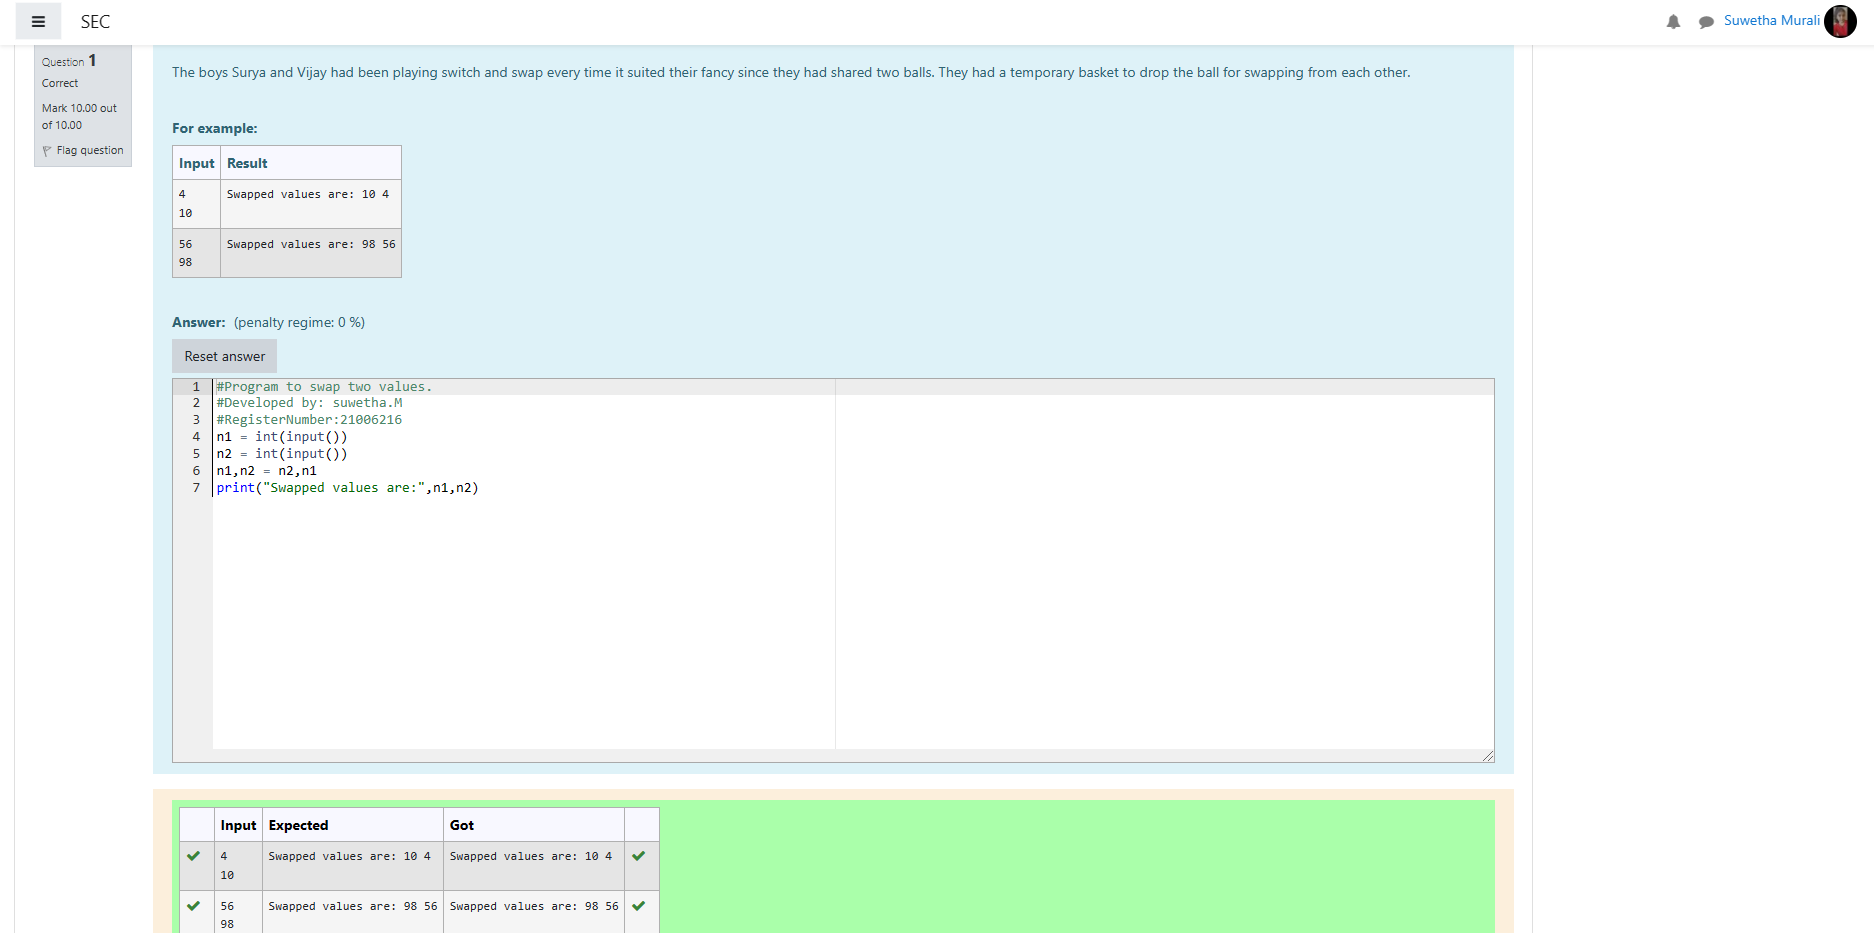 SEC
Suwetha Murali
Question 1
Correct
Mark 10.00 out
of 10.00
Flag question
The boys Surya and Vijay had been playing switch and swap every time it suited their fancy since they had shared two balls. They had a temporary basket to drop the ball for swapping from each other.
For example:
Input Result
4 Swapped values are: 10 4
10
56 Swapped values are: 98 56
98
Answer: (penalty regime: 0 %)
Reset answer
1 #Program to swap two values.
2 #Developed by: suwetha.M
3 #RegisterNumber:21006216
4 n1 = int(input())
5 n2 = int(input())
6 n1,n2 = n2,n1
7 print("Swapped values are:",n1,n2)
Input Expected Got
4 Swapped values are: 10 4 Swapped values are: 10 4
10
56 Swapped values are: 98 56 Swapped values are: 98 56
98